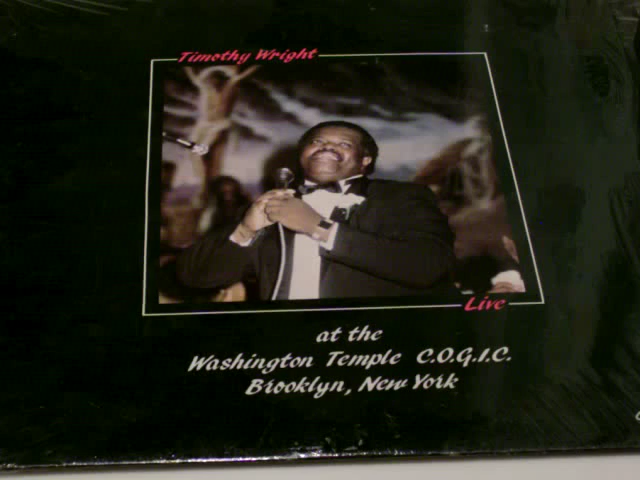 Timothy Wright
Live
at the
Washington Temple C.O.G.I.C.
Brooklyn, New York